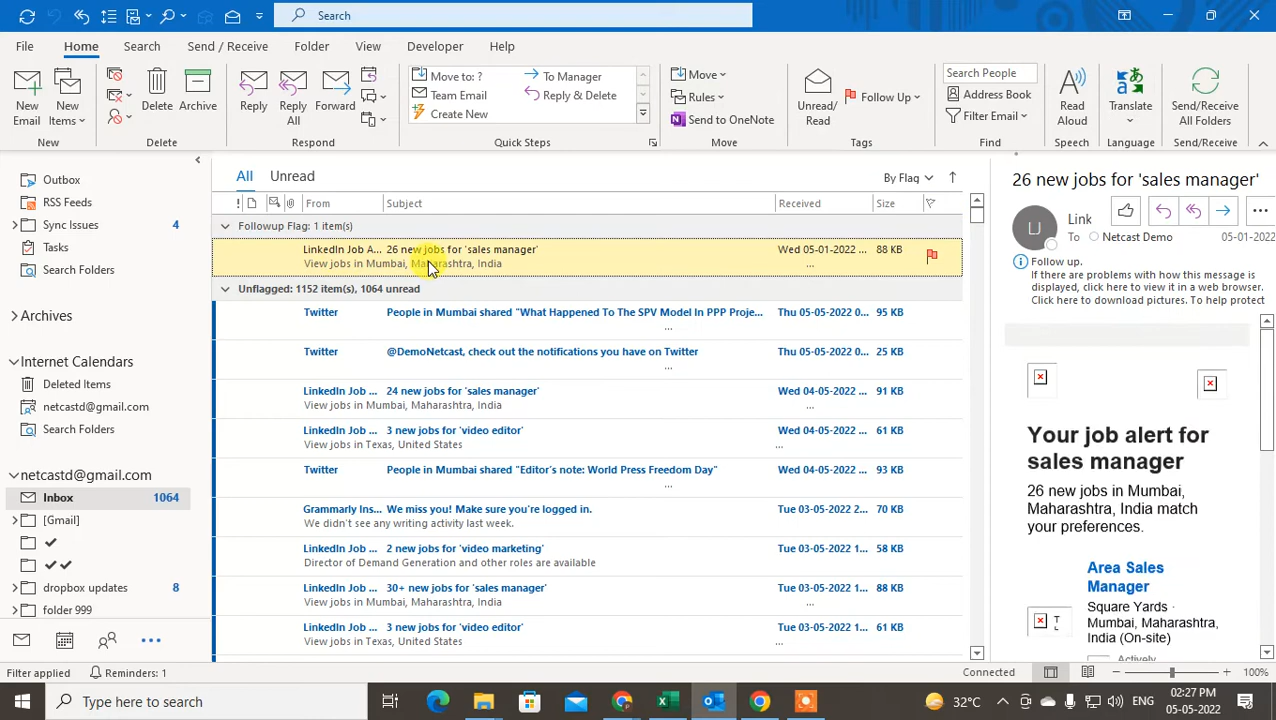 Search
File Home Search Send / Receive Folder View Developer Help
New Email
New Items
Delete
Archive
Reply
Reply All
Forward
Move to: ?
Team Email
Create New
To Manager
Reply & Delete
Move
Rules
Send to OneNote
Unread/ Read
Follow Up
Search People
Address Book
Filter Email
Read Aloud
Translate
Send/Receive All Folders
New Delete Respond Quick Steps Move Tags Find Speech Language Send/Receive
Outbox
RSS Feeds
Sync Issues 4
Tasks
Search Folders
Archives
Internet Calendars
Deleted Items
netcastd@gmail.com
Search Folders
netcastd@gmail.com
Inbox 1064
[Gmail]
dropbox updates 8
folder 999
All Unread By Flag
From Subject Received Size
Followup Flag: 1 item(s)
LinkedIn Job A... 26 new jobs for 'sales manager' Wed 05-01-2022 ... 88 KB
View jobs in Mumbai, Maharashtra, India ...
Unflagged: 1152 item(s), 1064 unread
Twitter People in Mumbai shared "What Happened To The SPV Model In PPP Proje... Thu 05-05-2022 0... 95 KB
...
Twitter @DemoNetcast, check out the notifications you have on Twitter Thu 05-05-2022 0... 25 KB
...
LinkedIn Job ... 24 new jobs for 'sales manager' Wed 04-05-2022 ... 91 KB
View jobs in Mumbai, Maharashtra, India ...
LinkedIn Job ... 3 new jobs for 'video editor' Wed 04-05-2022 ... 61 KB
View jobs in Texas, United States ...
Twitter People in Mumbai shared "Editor's note: World Press Freedom Day" Wed 04-05-2022 ... 93 KB
...
Grammarly Ins... We miss you! Make sure you're logged in. Tue 03-05-2022 2... 70 KB
We didn't see any writing activity last week.
LinkedIn Job ... 2 new jobs for 'video marketing' Tue 03-05-2022 1... 58 KB
Director of Demand Generation and other roles are available
LinkedIn Job ... 30+ new jobs for 'sales manager' Tue 03-05-2022 1... 88 KB
View jobs in Mumbai, Maharashtra, India ...
LinkedIn Job ... 3 new jobs for 'video editor' Tue 03-05-2022 1... 61 KB
View jobs in Texas, United States ...
26 new jobs for 'sales manager'
LJ
Link
To Netcast Demo 05-01-2022
Follow up.
If there are problems with how this message is
displayed, click here to view it in a web browser.
Click here to download pictures. To help protect
Your job alert for
sales manager
26 new jobs in Mumbai,
Maharashtra, India match
your preferences.
Area Sales
Manager
Square Yards ·
Mumbai, Maharashtra,
India (On-site)
Actively
Filter applied Reminders: 1 Connected 100%
Type here to search 32°C ENG 02:27 PM
05-05-2022